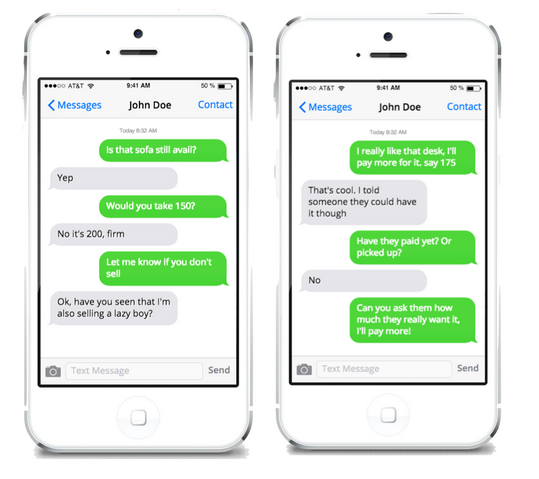 ●●●○○ AT&T 9:41 AM 50 %
Messages John Doe Contact
Today 8:32 AM
Is that sofa still avail?
Yep
Would you take 150?
No it's 200, firm
Let me know if you don't
sell
Ok, have you seen that I'm
also selling a lazy boy?
Text Message Send
●●●○○ AT&T 9:41 AM 50 %
Messages John Doe Contact
Today 8:32 AM
I really like that desk, I'll
pay more for it. say 175
That's cool. I told
someone they could have
it though
Have they paid yet? Or
picked up?
No
Can you ask them how
much they really want it,
I'll pay more!
Text Message Send